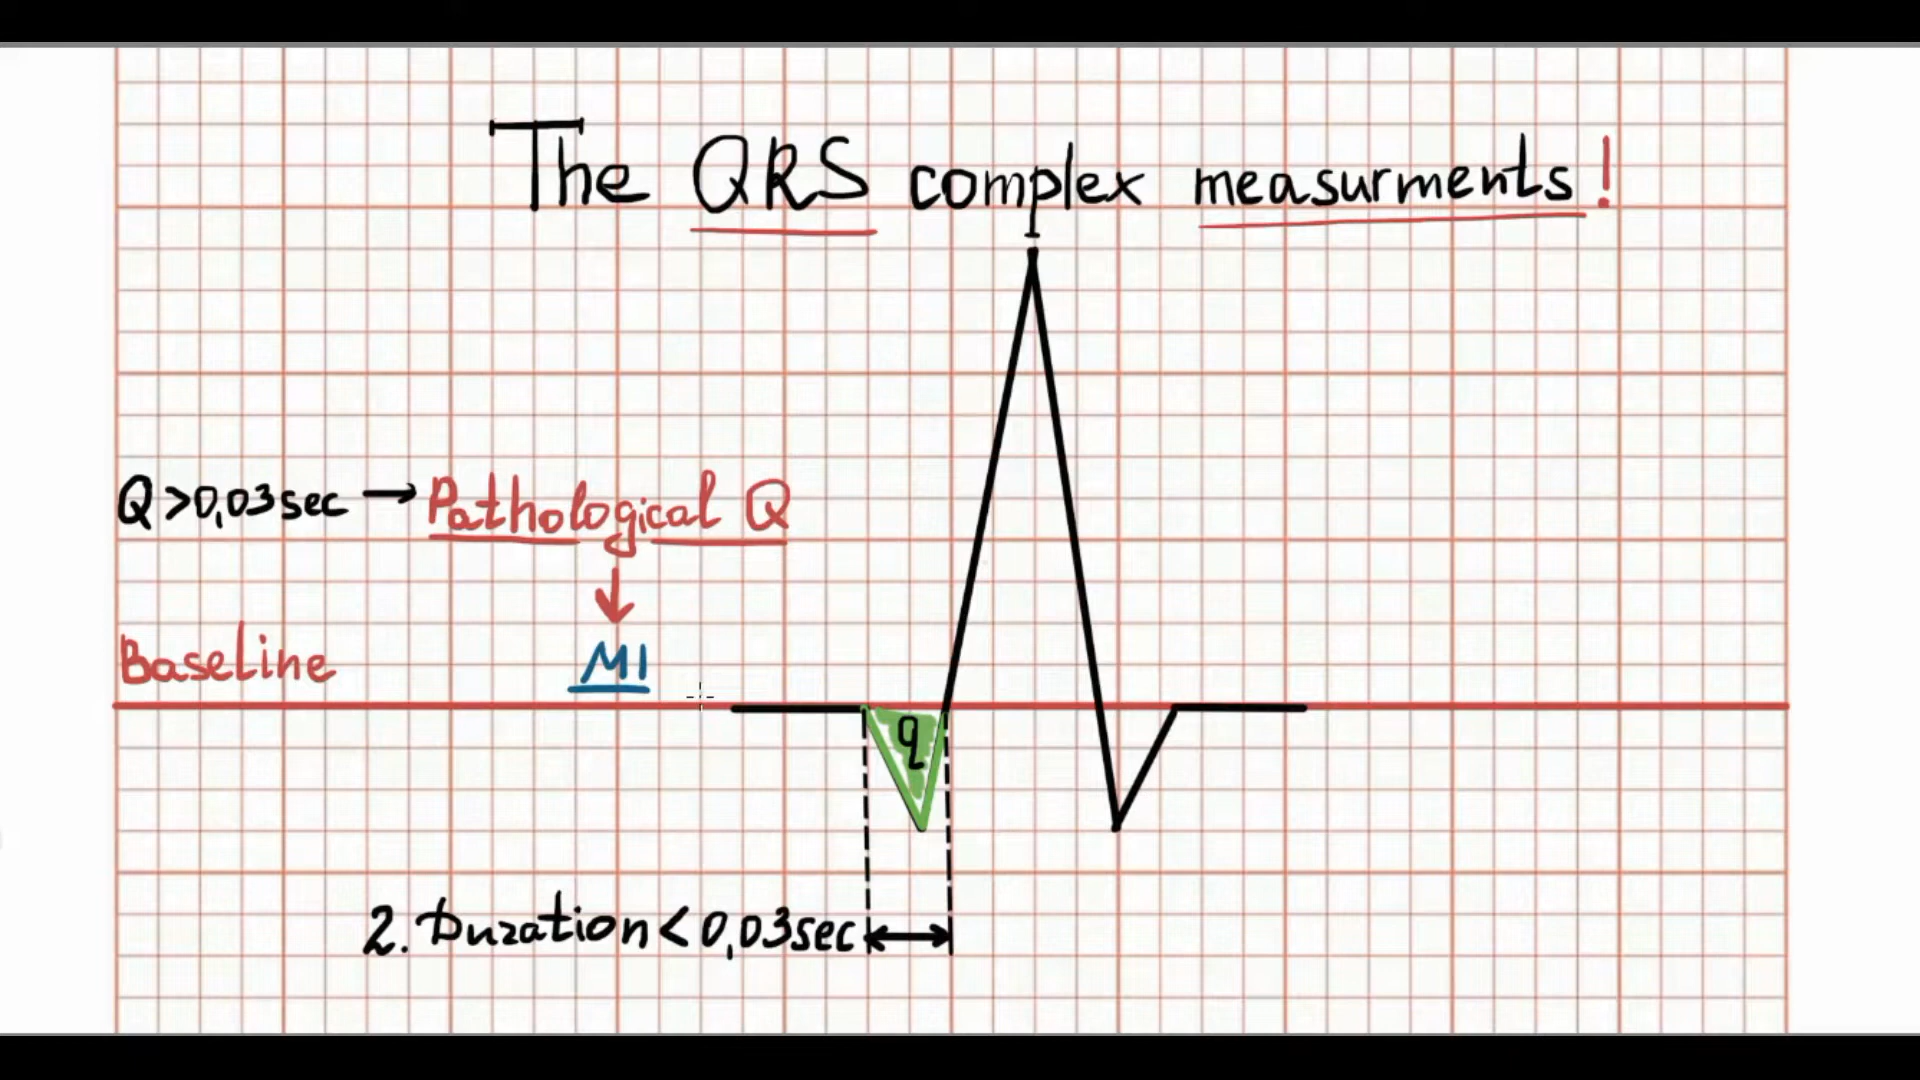 The QRS complex measurments!
Q>0,03sec → Pathological Q
↓
MI
Baseline
q
2. Duration < 0,03sec